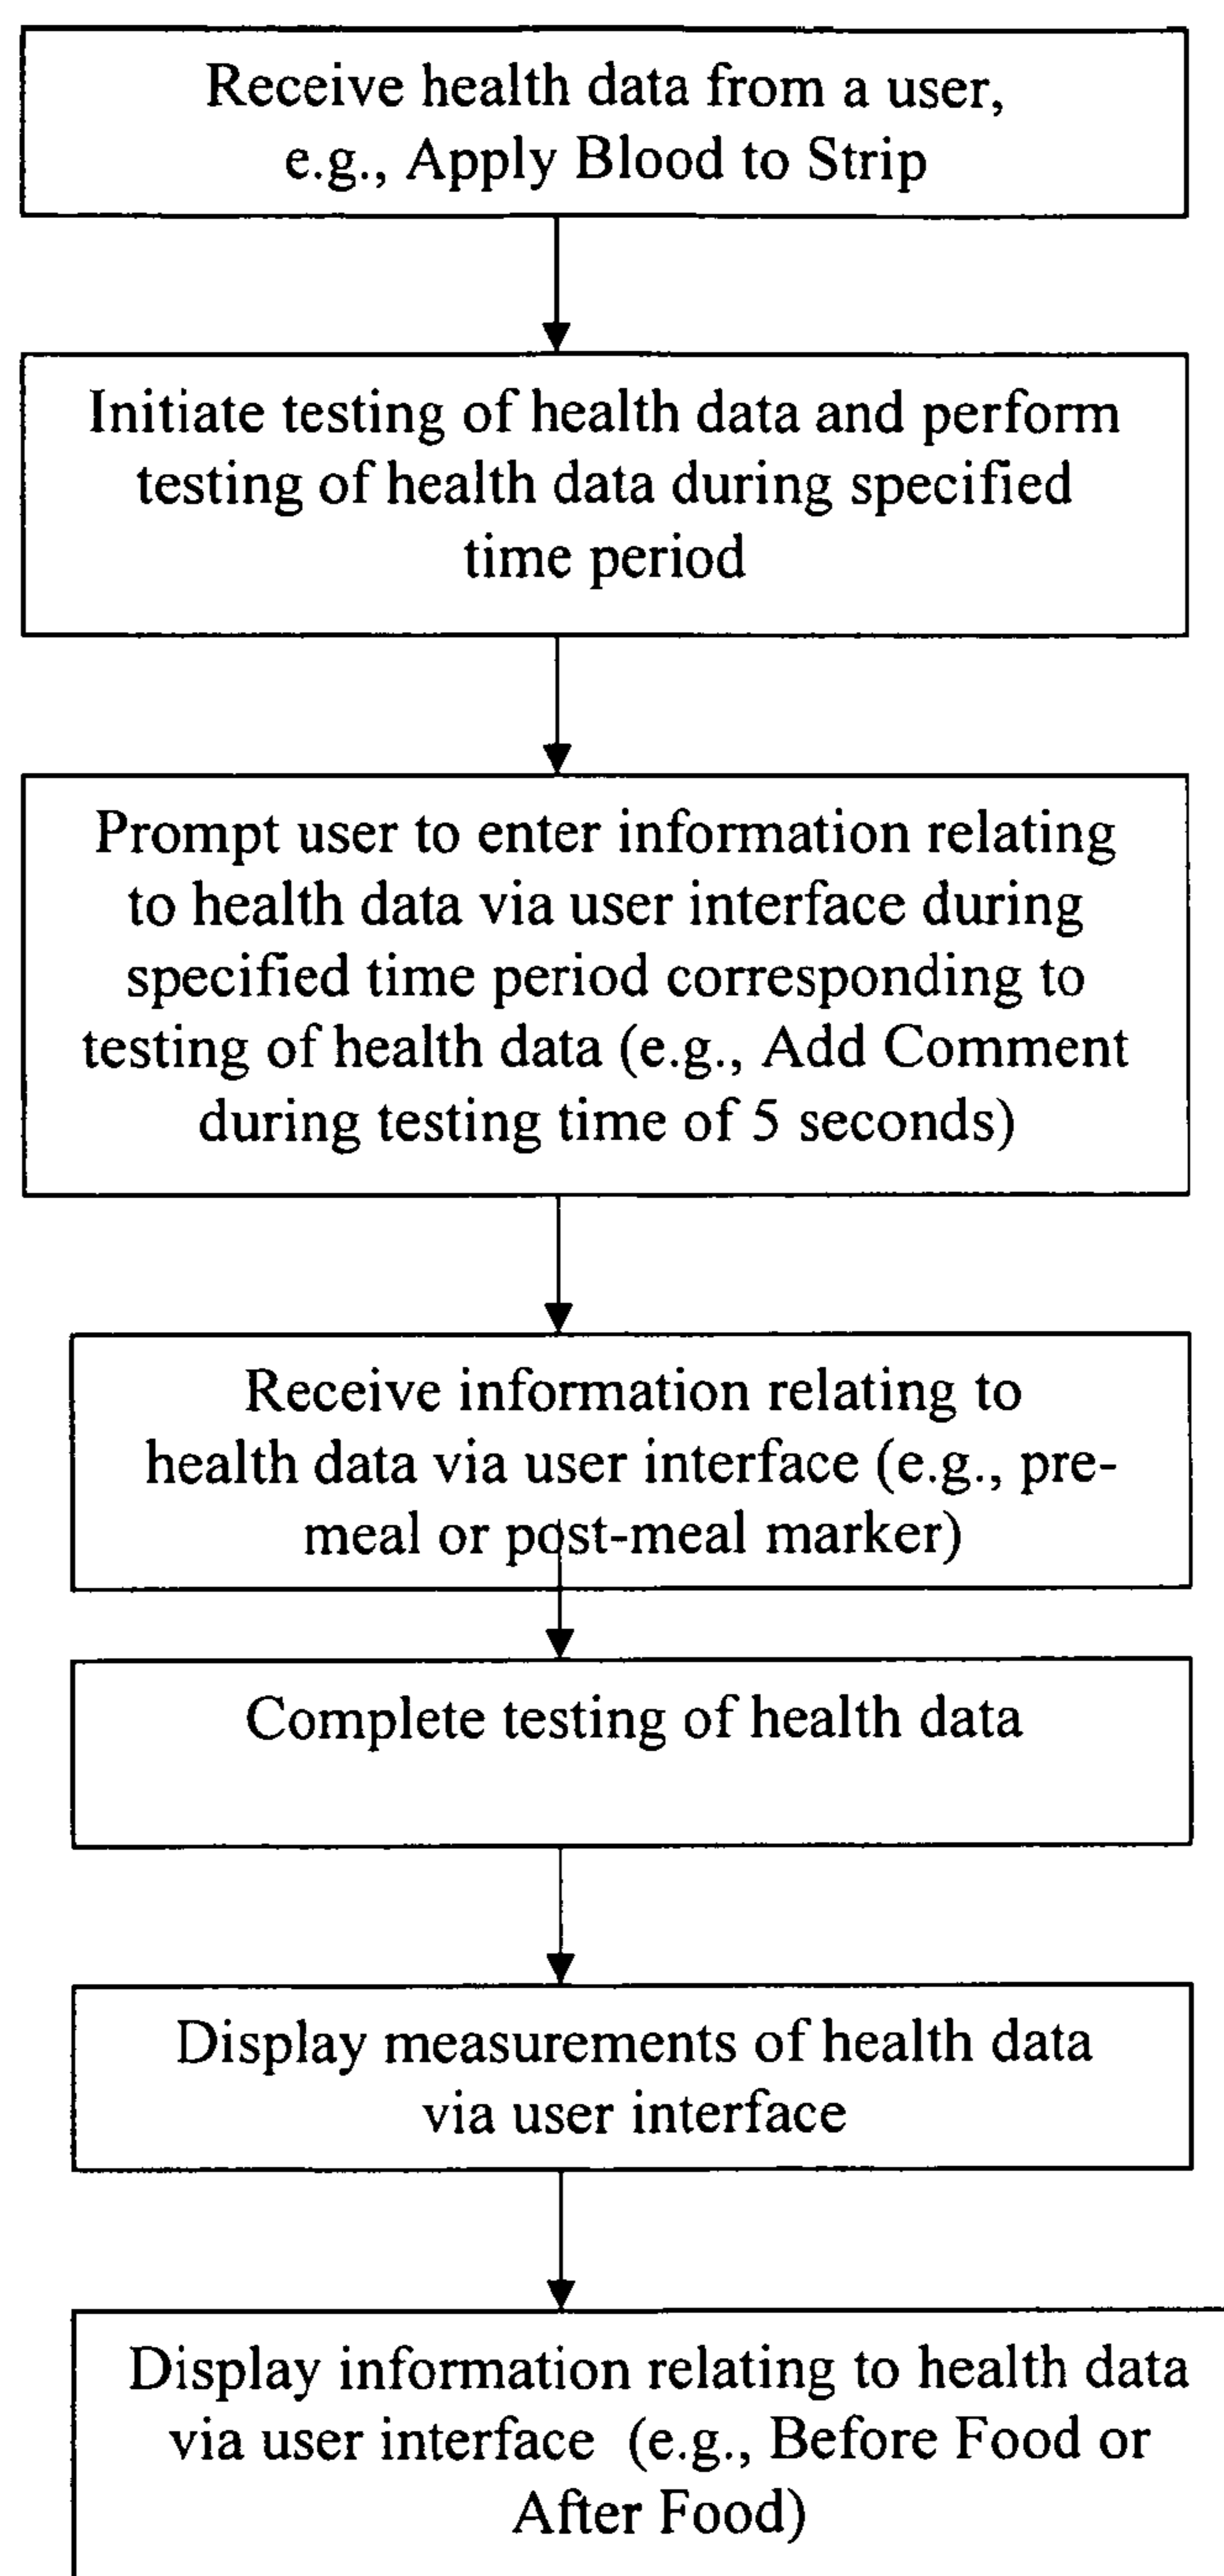 Receive health data from a user,
e.g., Apply Blood to Strip
Initiate testing of health data and perform
testing of health data during specified
time period
Prompt user to enter information relating
to health data via user interface during
specified time period corresponding to
testing of health data (e.g., Add Comment
during testing time of 5 seconds)
Receive information relating to
health data via user interface (e.g., pre-
meal or post-meal marker)
Complete testing of health data
Display measurements of health data
via user interface
Display information relating to health data
via user interface (e.g., Before Food or
After Food)